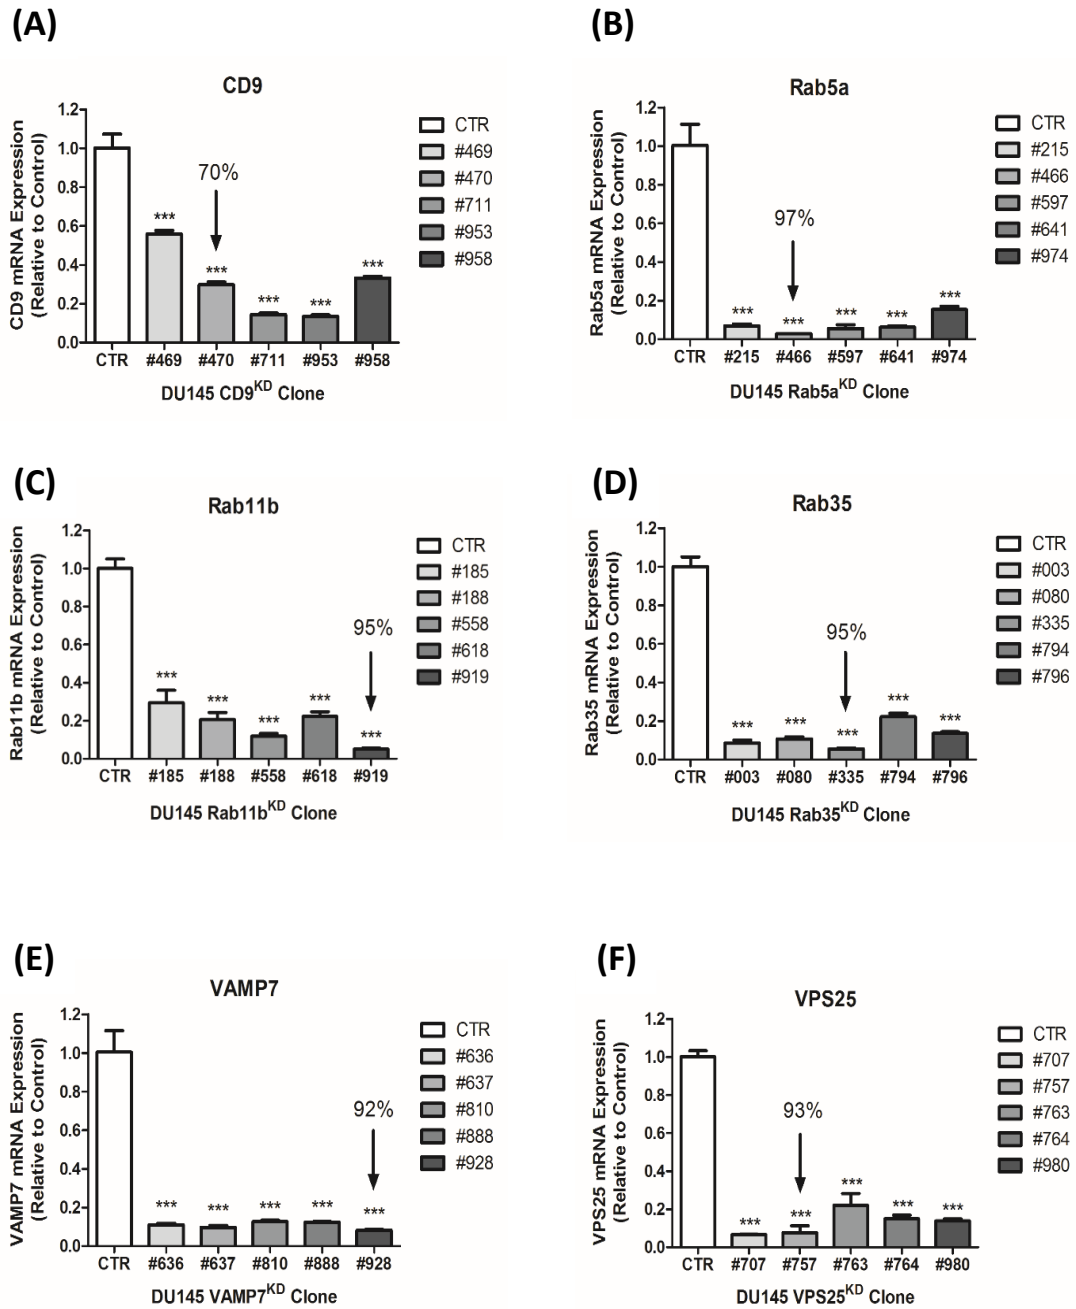 (A)
CD9
CD9 mRNA Expression
(Relative to Control)
1.2
1.0
0.8
0.6
0.4
0.2
0.0
***
70%
***
***
***
***
CTR #469 #470 #711 #953 #958
DU145 CD9KD Clone
CTR
#469
#470
#711
#953
#958
(B)
Rab5a
Rab5a mRNA Expression
(Relative to Control)
1.2
1.0
0.8
0.6
0.4
0.2
0.0
97%
***
***
***
***
***
CTR #215 #466 #597 #641 #974
DU145 Rab5aKD Clone
CTR
#215
#466
#597
#641
#974
(C)
Rab11b
Rab11b mRNA Expression
(Relative to Control)
1.2
1.0
0.8
0.6
0.4
0.2
0.0
***
***
***
***
95%
***
CTR #185 #188 #558 #618 #919
DU145 Rab11bKD Clone
CTR
#185
#188
#558
#618
#919
(D)
Rab35
Rab35 mRNA Expression
(Relative to Control)
1.2
1.0
0.8
0.6
0.4
0.2
0.0
***
***
95%
***
***
***
CTR #003 #080 #335 #794 #796
DU145 Rab35KD Clone
CTR
#003
#080
#335
#794
#796
(E)
VAMP7
VAMP7 mRNA Expression
(Relative to Control)
1.2
1.0
0.8
0.6
0.4
0.2
0.0
***
***
***
***
92%
***
CTR #636 #637 #810 #888 #928
DU145 VAMP7KD Clone
CTR
#636
#637
#810
#888
#928
(F)
VPS25
VPS25 mRNA Expression
(Relative to Control)
1.2
1.0
0.8
0.6
0.4
0.2
0.0
***
93%
***
***
***
***
CTR #707 #757 #763 #764 #980
DU145 VPS25KD Clone
CTR
#707
#757
#763
#764
#980